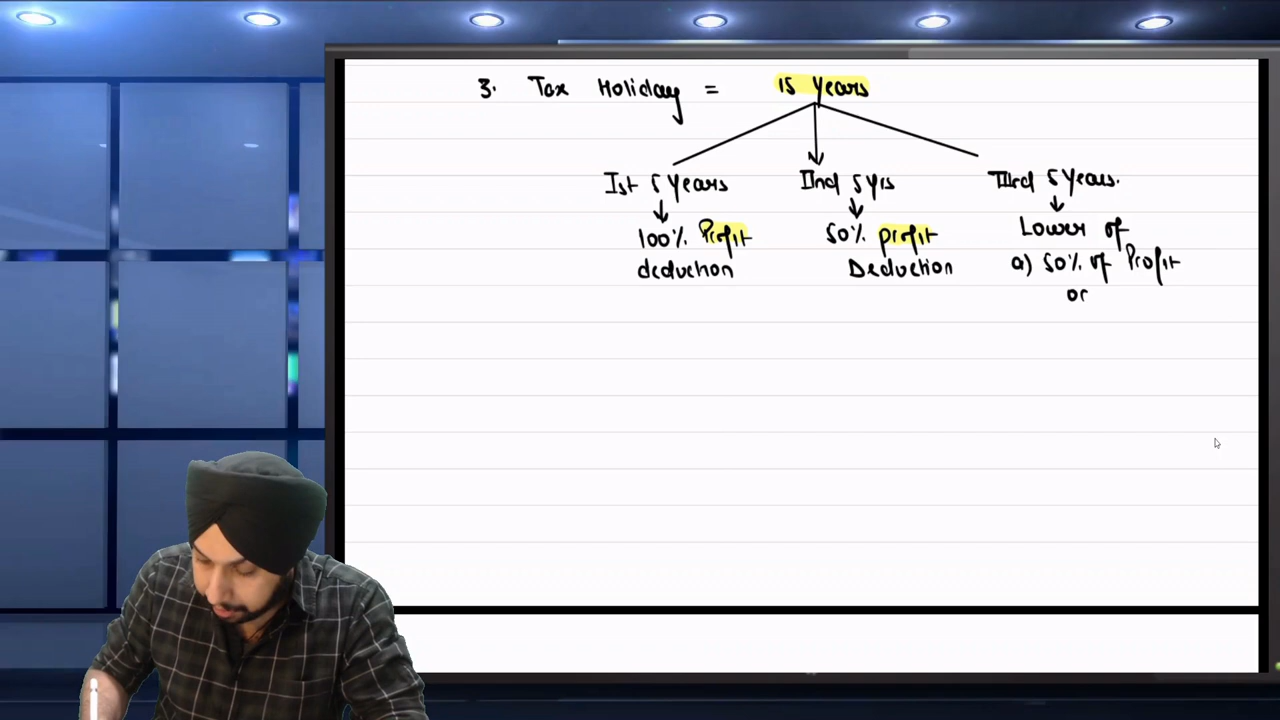 3. Tax Holiday = 15 Years
Ist 5 Years IInd 5 yrs IIIrd 5 Years.
100% Profit deduction
50% profit Deduction
Lower of
a) 50% of Profit
or